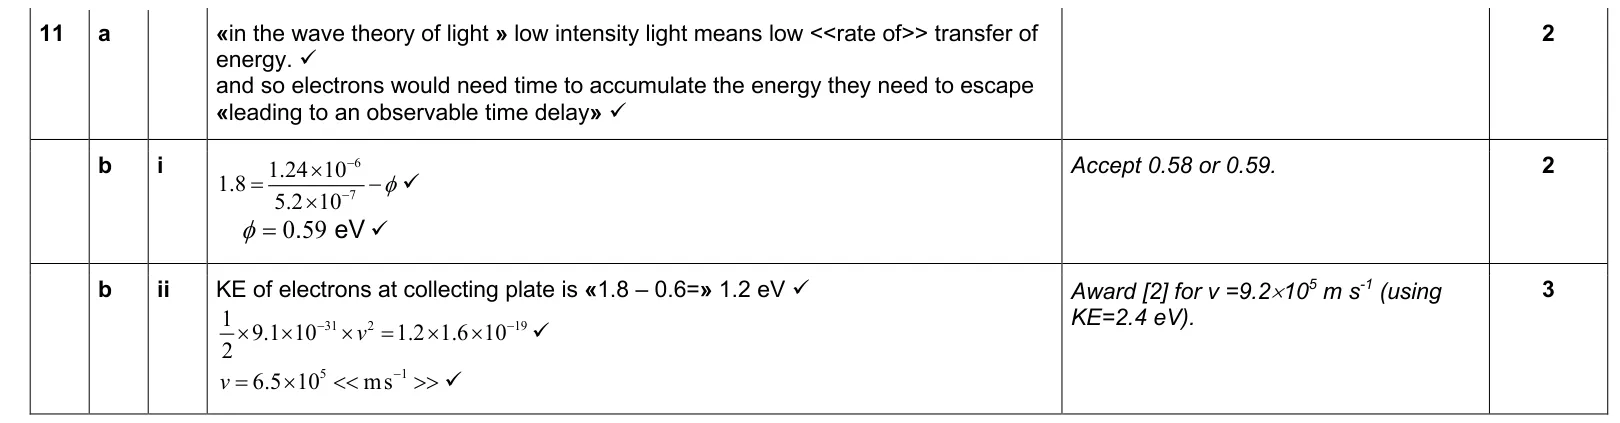 11 a «in the wave theory of light » low intensity light means low <<rate of>> transfer of 2
energy. ✓
and so electrons would need time to accumulate the energy they need to escape
«leading to an observable time delay» ✓
b i 1.8 = 1.24×10⁻⁶ / 5.2×10⁻⁷ − ϕ ✓ Accept 0.58 or 0.59. 2
ϕ = 0.59 eV ✓
b ii KE of electrons at collecting plate is «1.8 – 0.6=» 1.2 eV ✓ Award [2] for v =9.2×10⁵ m s⁻¹ (using 3
KE=2.4 eV).
1/2 ×9.1×10⁻³¹ × v² = 1.2×1.6×10⁻¹⁹ ✓
v = 6.5×10⁵ << m s⁻¹ >> ✓